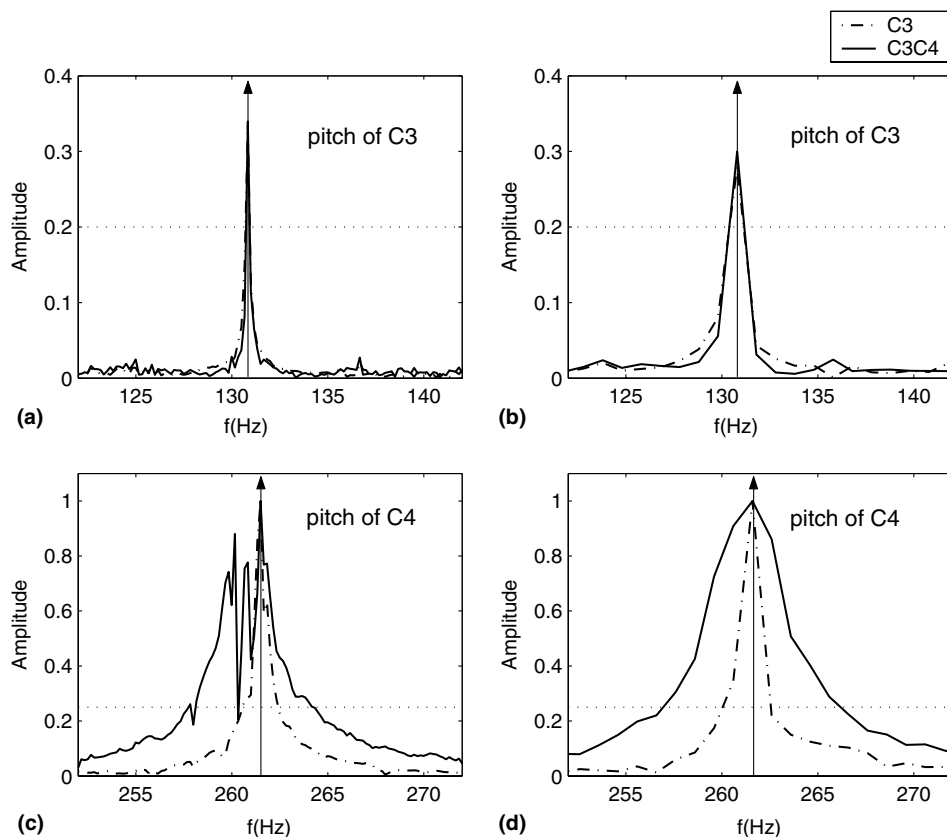 C3
C3C4
0.4
0.3
0.2
0.1
0
Amplitude
pitch of C3
125
130
135
140
f(Hz)
(a)
0.4
0.3
0.2
0.1
0
Amplitude
pitch of C3
125
130
135
140
f(Hz)
(b)
1
0.8
0.6
0.4
0.2
0
Amplitude
pitch of C4
255
260
265
270
f(Hz)
(c)
1
0.8
0.6
0.4
0.2
0
Amplitude
pitch of C4
255
260
265
270
f(Hz)
(d)